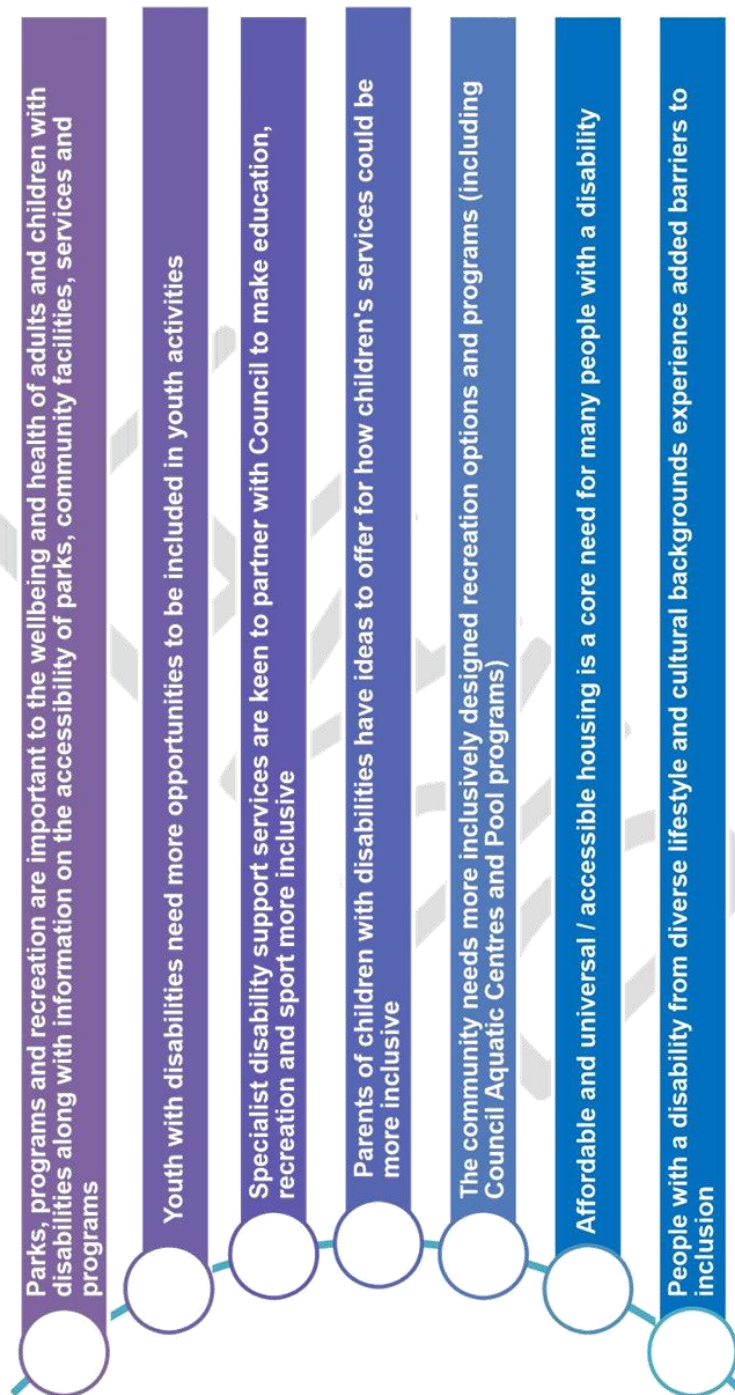 Parks, programs and recreation are important to the wellbeing and health of adults and children with
disabilities along with information on the accessibility of parks, community facilities, services and
programs
Youth with disabilities need more opportunities to be included in youth activities
Specialist disability support services are keen to partner with Council to make education,
recreation and sport more inclusive
Parents of children with disabilities have ideas to offer for how children's services could be
more inclusive
The community needs more inclusively designed recreation options and programs (including
Council Aquatic Centres and Pool programs)
Affordable and universal / accessible housing is a core need for many people with a disability
People with a disability from diverse lifestyle and cultural backgrounds experience added barriers to
inclusion